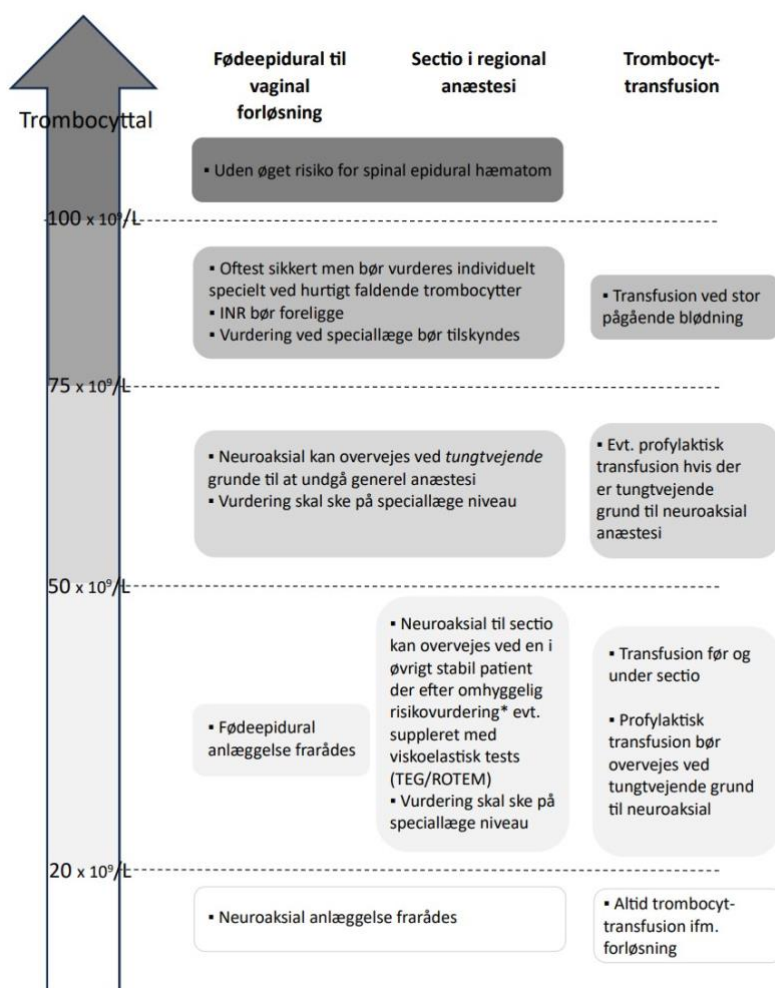 Fødeepidural til
vaginal
forløsning
Sectio i regional
anæstesi
Trombocyt-
transfusion
Trombocyttal
▪ Uden øget risiko for spinal epidural hæmatom
100 x 10⁹/L
▪ Oftest sikkert men bør vurderes individuelt
specielt ved hurtigt faldende trombocytter
▪ INR bør foreligge
▪ Vurdering ved speciallæge bør tilskyndes
▪ Transfusion ved stor
pågående blødning
75 x 10⁹/L
▪ Neuroaksial kan overvejes ved tungtvejende
grunde til at undgå generel anæstesi
▪ Vurdering skal ske på speciallæge niveau
▪ Evt. profylaktisk
transfusion hvis der
er tungtvejende
grund til neuroaksial
anæstesi
50 x 10⁹/L
▪ Fødeepidural
anlæggelse frarådes
▪ Neuroaksial til sectio
kan overvejes ved en i
øvrigt stabil patient
der efter omhyggelig
risikovurdering* evt.
suppleret med
viskoelastisk tests
(TEG/ROTEM)
▪ Vurdering skal ske på
speciallæge niveau
▪ Transfusion før og
under sectio
▪ Profylaktisk
transfusion bør
overvejes ved
tungtvejende grund
til neuroaksial
20 x 10⁹/L
▪ Neuroaksial anlæggelse frarådes
▪ Altid trombocyt-
transfusion ifm.
forløsning